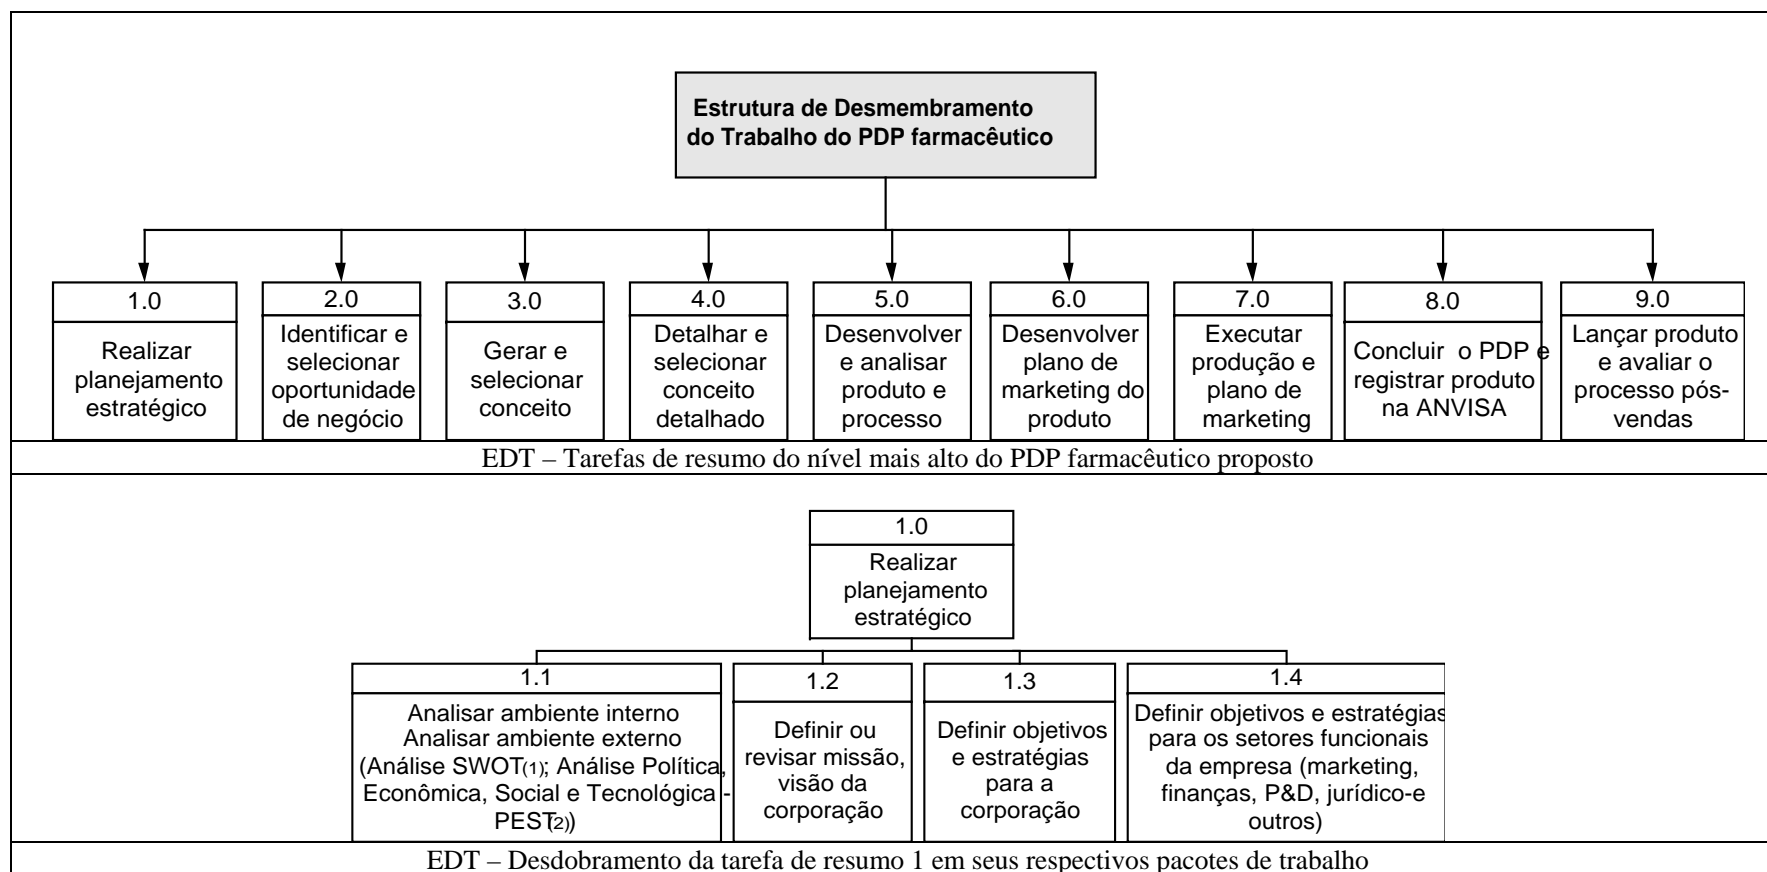 Estrutura de Desmembramento
do Trabalho do PDP farmacêutico
1.0
Realizar
planejamento
estratégico
2.0
Identificar e
selecionar
oportunidade
de negócio
3.0
Gerar e
selecionar
conceito
4.0
Detalhar e
selecionar
conceito
detalhado
5.0
Desenvolver
e analisar
produto e
processo
6.0
Desenvolver
plano de
marketing do
produto
7.0
Executar
produção e
plano de
marketing
8.0
Concluir o PDP e
registrar produto
na ANVISA
9.0
Lançar produto
e avaliar o
processo pós-
vendas
EDT – Tarefas de resumo do nível mais alto do PDP farmacêutico proposto
1.0
Realizar
planejamento
estratégico
1.1
Analisar ambiente interno
Analisar ambiente externo
(Análise SWOT(1); Análise Política,
Econômica, Social e Tecnológica -
PEST(2))
1.2
Definir ou
revisar missão,
visão da
corporação
1.3
Definir objetivos
e estratégias
para a
corporação
1.4
Definir objetivos e estratégias
para os setores funcionais
da empresa (marketing,
finanças, P&D, jurídico-e
outros)
EDT – Desdobramento da tarefa de resumo 1 em seus respectivos pacotes de trabalho